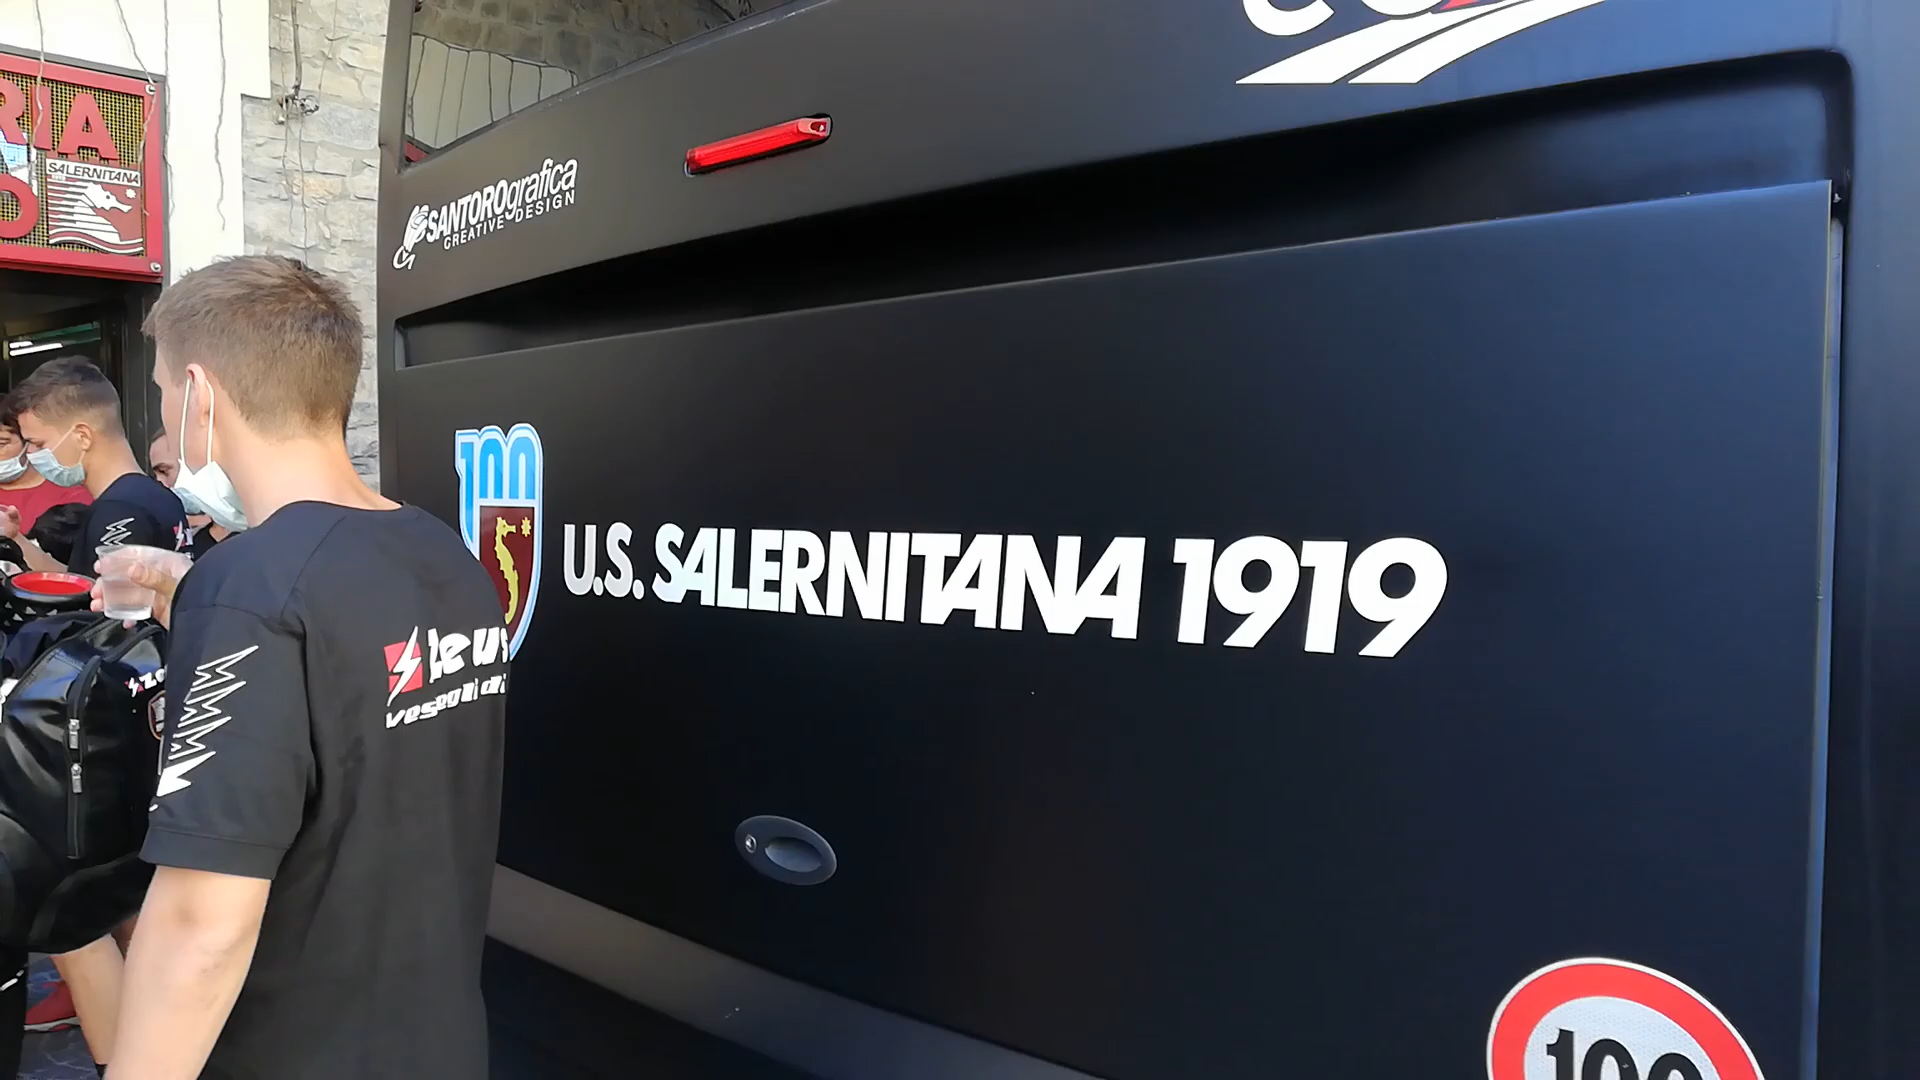 RIA
O
SALERNITANA
SANTOROgrafica
CREATIVE DESIGN
100
U.S. SALERNITANA 1919
zeus
100